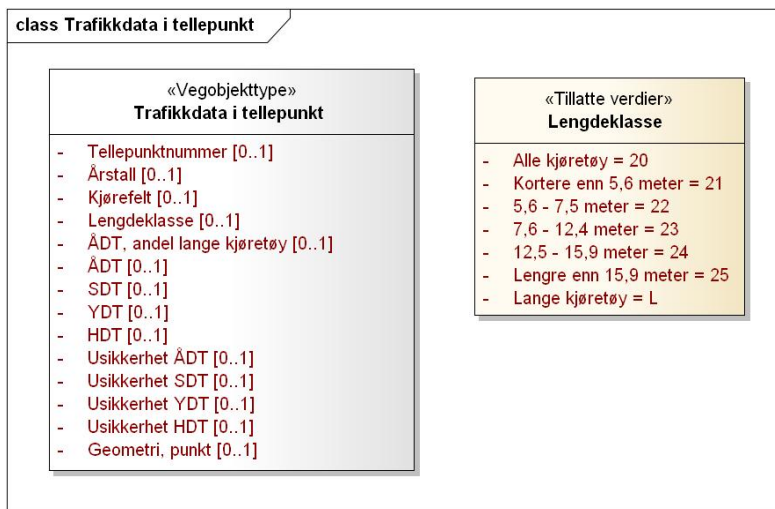 class Trafikkdata i tellepunkt
«Vegobjekttype»
Trafikkdata i tellepunkt
- Tellepunktnummer [0..1]
- Årstall [0..1]
- Kjørefelt [0..1]
- Lengdeklasse [0..1]
- ÅDT, andel lange kjøretøy [0..1]
- ÅDT [0..1]
- SDT [0..1]
- YDT [0..1]
- HDT [0..1]
- Usikkerhet ÅDT [0..1]
- Usikkerhet SDT [0..1]
- Usikkerhet YDT [0..1]
- Usikkerhet HDT [0..1]
- Geometri, punkt [0..1]
«Tillatte verdier»
Lengdeklasse
- Alle kjøretøy = 20
- Kortere enn 5,6 meter = 21
- 5,6 - 7,5 meter = 22
- 7,6 - 12,4 meter = 23
- 12,5 - 15,9 meter = 24
- Lengre enn 15,9 meter = 25
- Lange kjøretøy = L